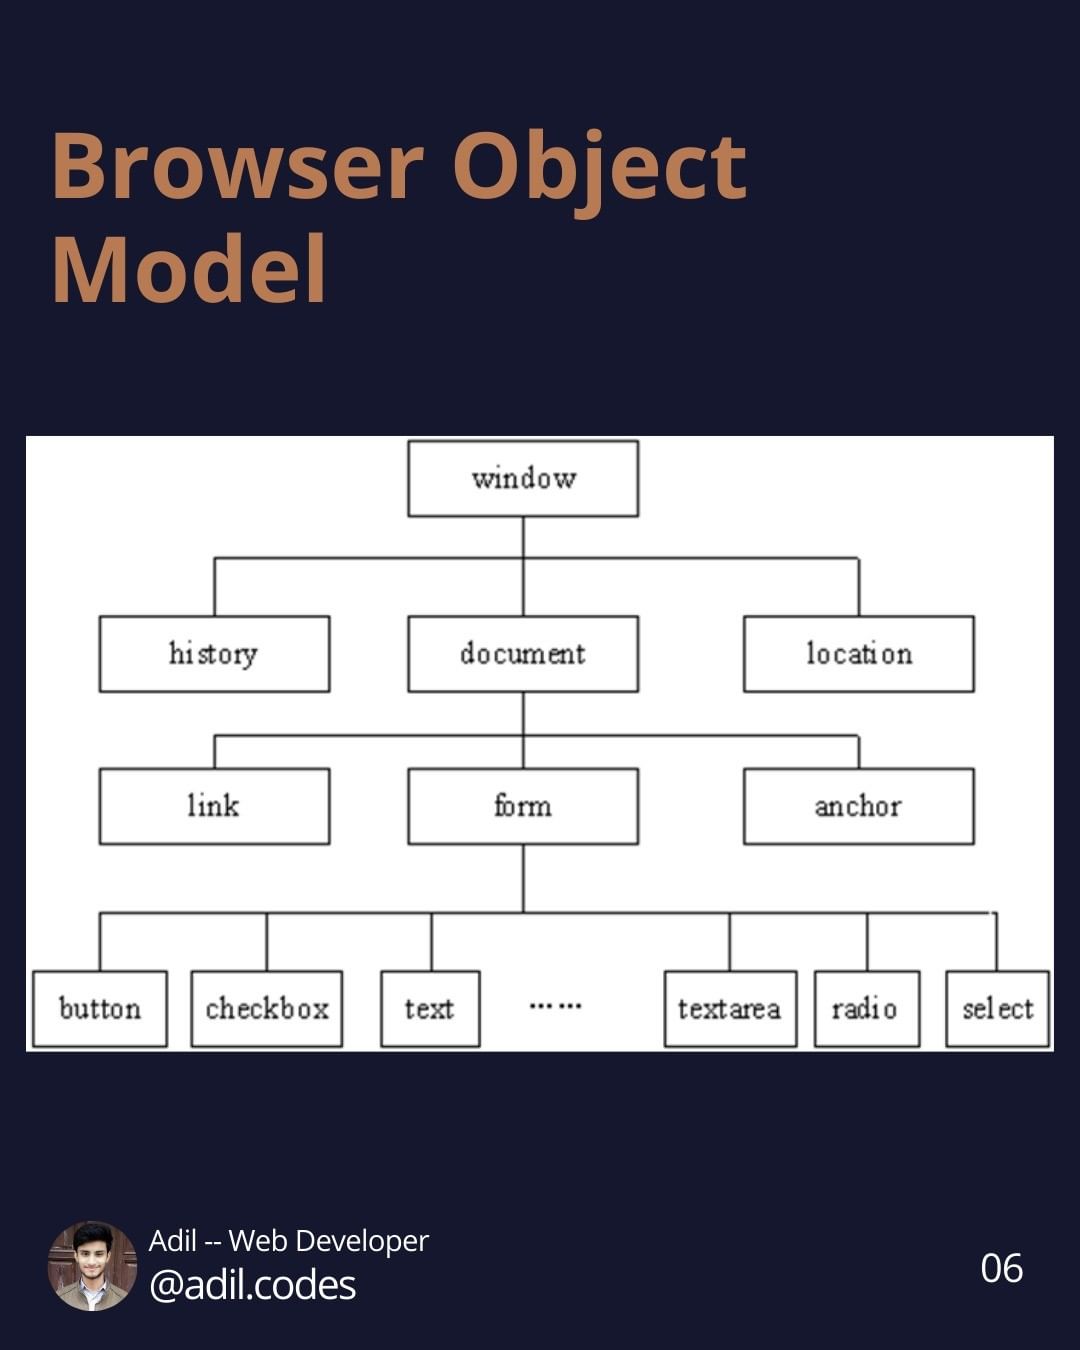 Browser Object
Model
window
history document location
link form anchor
button checkbox text ...... textarea radio select
Adil -- Web Developer
@adil.codes
06